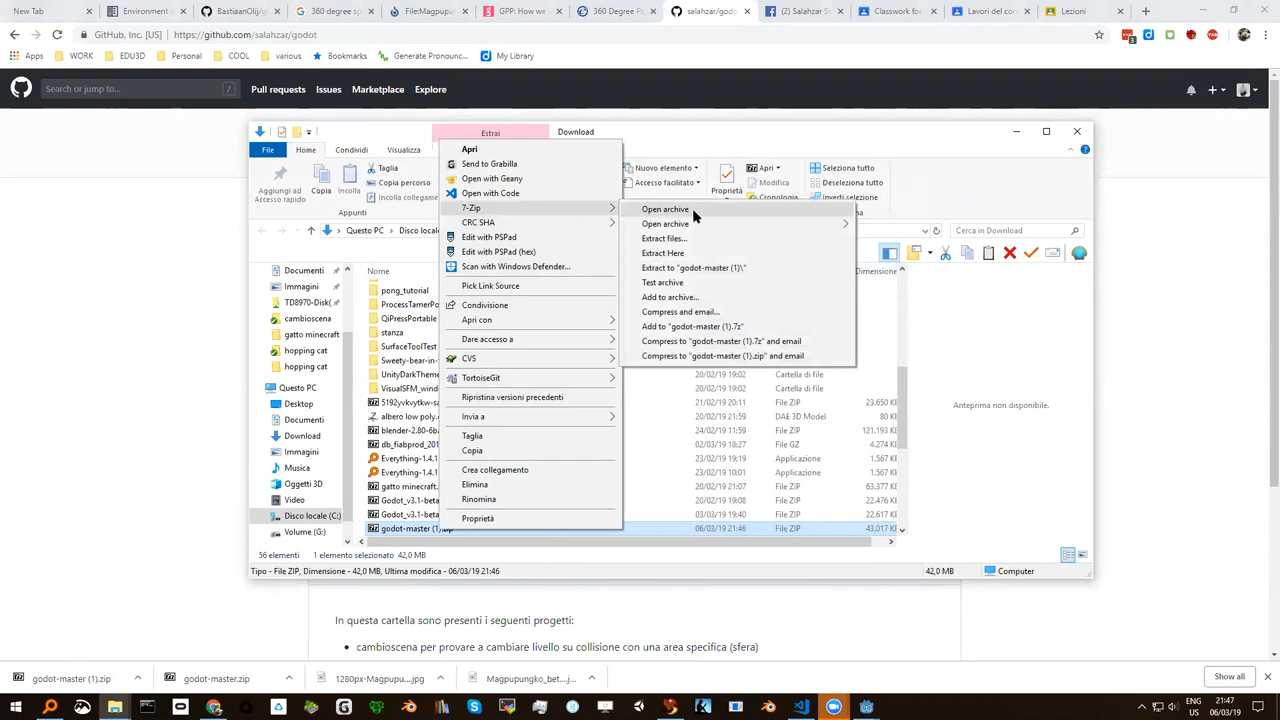 New Tab
Environment
BastiaanOlij/g
360 degree sp
File:Magpupu
GPP: How we
360 Degree Pa
salahzar/godo
(2) Salahzar St
Classwork for
Lavori del cor
Lezioni
GitHub, Inc. [US] https://github.com/salahzar/godot
Apps WORK EDU3D Personal COOL various Bookmarks Generate Pronounc... My Library
Search or jump to... /
Pull requests Issues Marketplace Explore
Estrai Download
File Home Condividi Visualizza
Aggiungi ad
Accesso rapido
Copia
Incolla
Taglia
Copia percorso
Appunti
Nuovo elemento
Accesso facilitato
Proprietà
Apri
Modifica
Cronologia
Seleziona tutto
Deseleziona tutto
Inverti selezione
Questo PC Disco locale
Cerca in Download
Documenti
Immagini
TD8970-Disk1
cambioscena
gatto minecraft
hopping cat
hopping cat
Questo PC
Desktop
Documenti
Download
Immagini
Musica
Oggetti 3D
Video
Disco locale (C:)
Volume (G:)
Nome
Dimensione
pong_tutorial
ProcessTamerPo
QiPressPortable
stanza
SurfaceToolTest
Sweety-bear-in-
UnityDarkTheme
VisualSFM_wind
20/02/19 19:02 Cartella di file
20/02/19 19:02 Cartella di file
5192yvkvytkw-sa 21/02/19 20:11 File ZIP 23.650 KB
albero low poly. 20/02/19 21:59 DAE 3D Model 80 KB
blender-2.80-6b 24/02/19 11:59 File ZIP 121.193 KB
db_fiabprod_201 02/03/19 18:27 File GZ 4.274 KB
Everything-1.4.1 23/02/19 19:19 Applicazione 1.567 KB
Everything-1.4.1 23/02/19 10:01 Applicazione 1.567 KB
gatto minecraft. 20/02/19 21:07 File ZIP 63.377 KB
Godot_v3.1-beta 20/02/19 19:08 File ZIP 22.476 KB
Godot_v3.1-beta 03/03/19 19:40 File ZIP 22.617 KB
godot-master (1).zip 06/03/19 21:46 File ZIP 43.017 KB
Apri
Send to Grabilla
Open with Geany
Open with Code
7-Zip
CRC SHA
Edit with PSPad
Edit with PSPad (hex)
Scan with Windows Defender...
Pick Link Source
Condivisione
Apri con
Dare accesso a
CVS
TortoiseGit
Ripristina versioni precedenti
Invia a
Taglia
Copia
Crea collegamento
Elimina
Rinomina
Proprietà
Open archive
Open archive
Extract files...
Extract Here
Extract to "godot-master (1)\"
Test archive
Add to archive...
Compress and email...
Add to "godot-master (1).7z"
Compress to "godot-master (1).7z" and email
Compress to "godot-master (1).zip" and email
Anteprima non disponibile.
56 elementi 1 elemento selezionato 42,0 MB
Tipo - File ZIP, Dimensione - 42,0 MB, Ultima modifica - 06/03/19 21:46 42,0 MB Computer
In questa cartella sono presenti i seguenti progetti:
• cambioscena per provare a cambiare livello su collisione con una area specifica (sfera)
godot-master (1).zip
godot-master.zip
1280px-Magpupu....jpg
Magpupungko_bet...j...
Show all
ENG
US
21:47
06/03/19